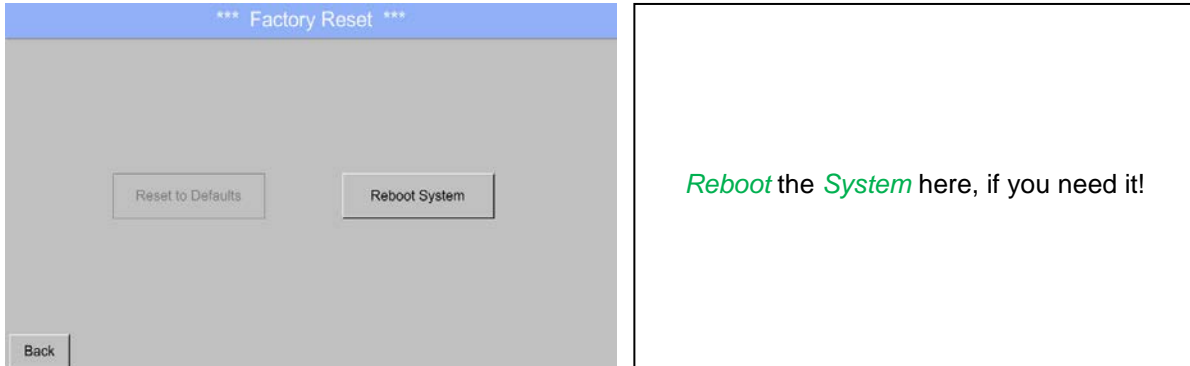 *** Factory Reset ***
Reset to Defaults
Reboot System
Back
Reboot the System here, if you need it!